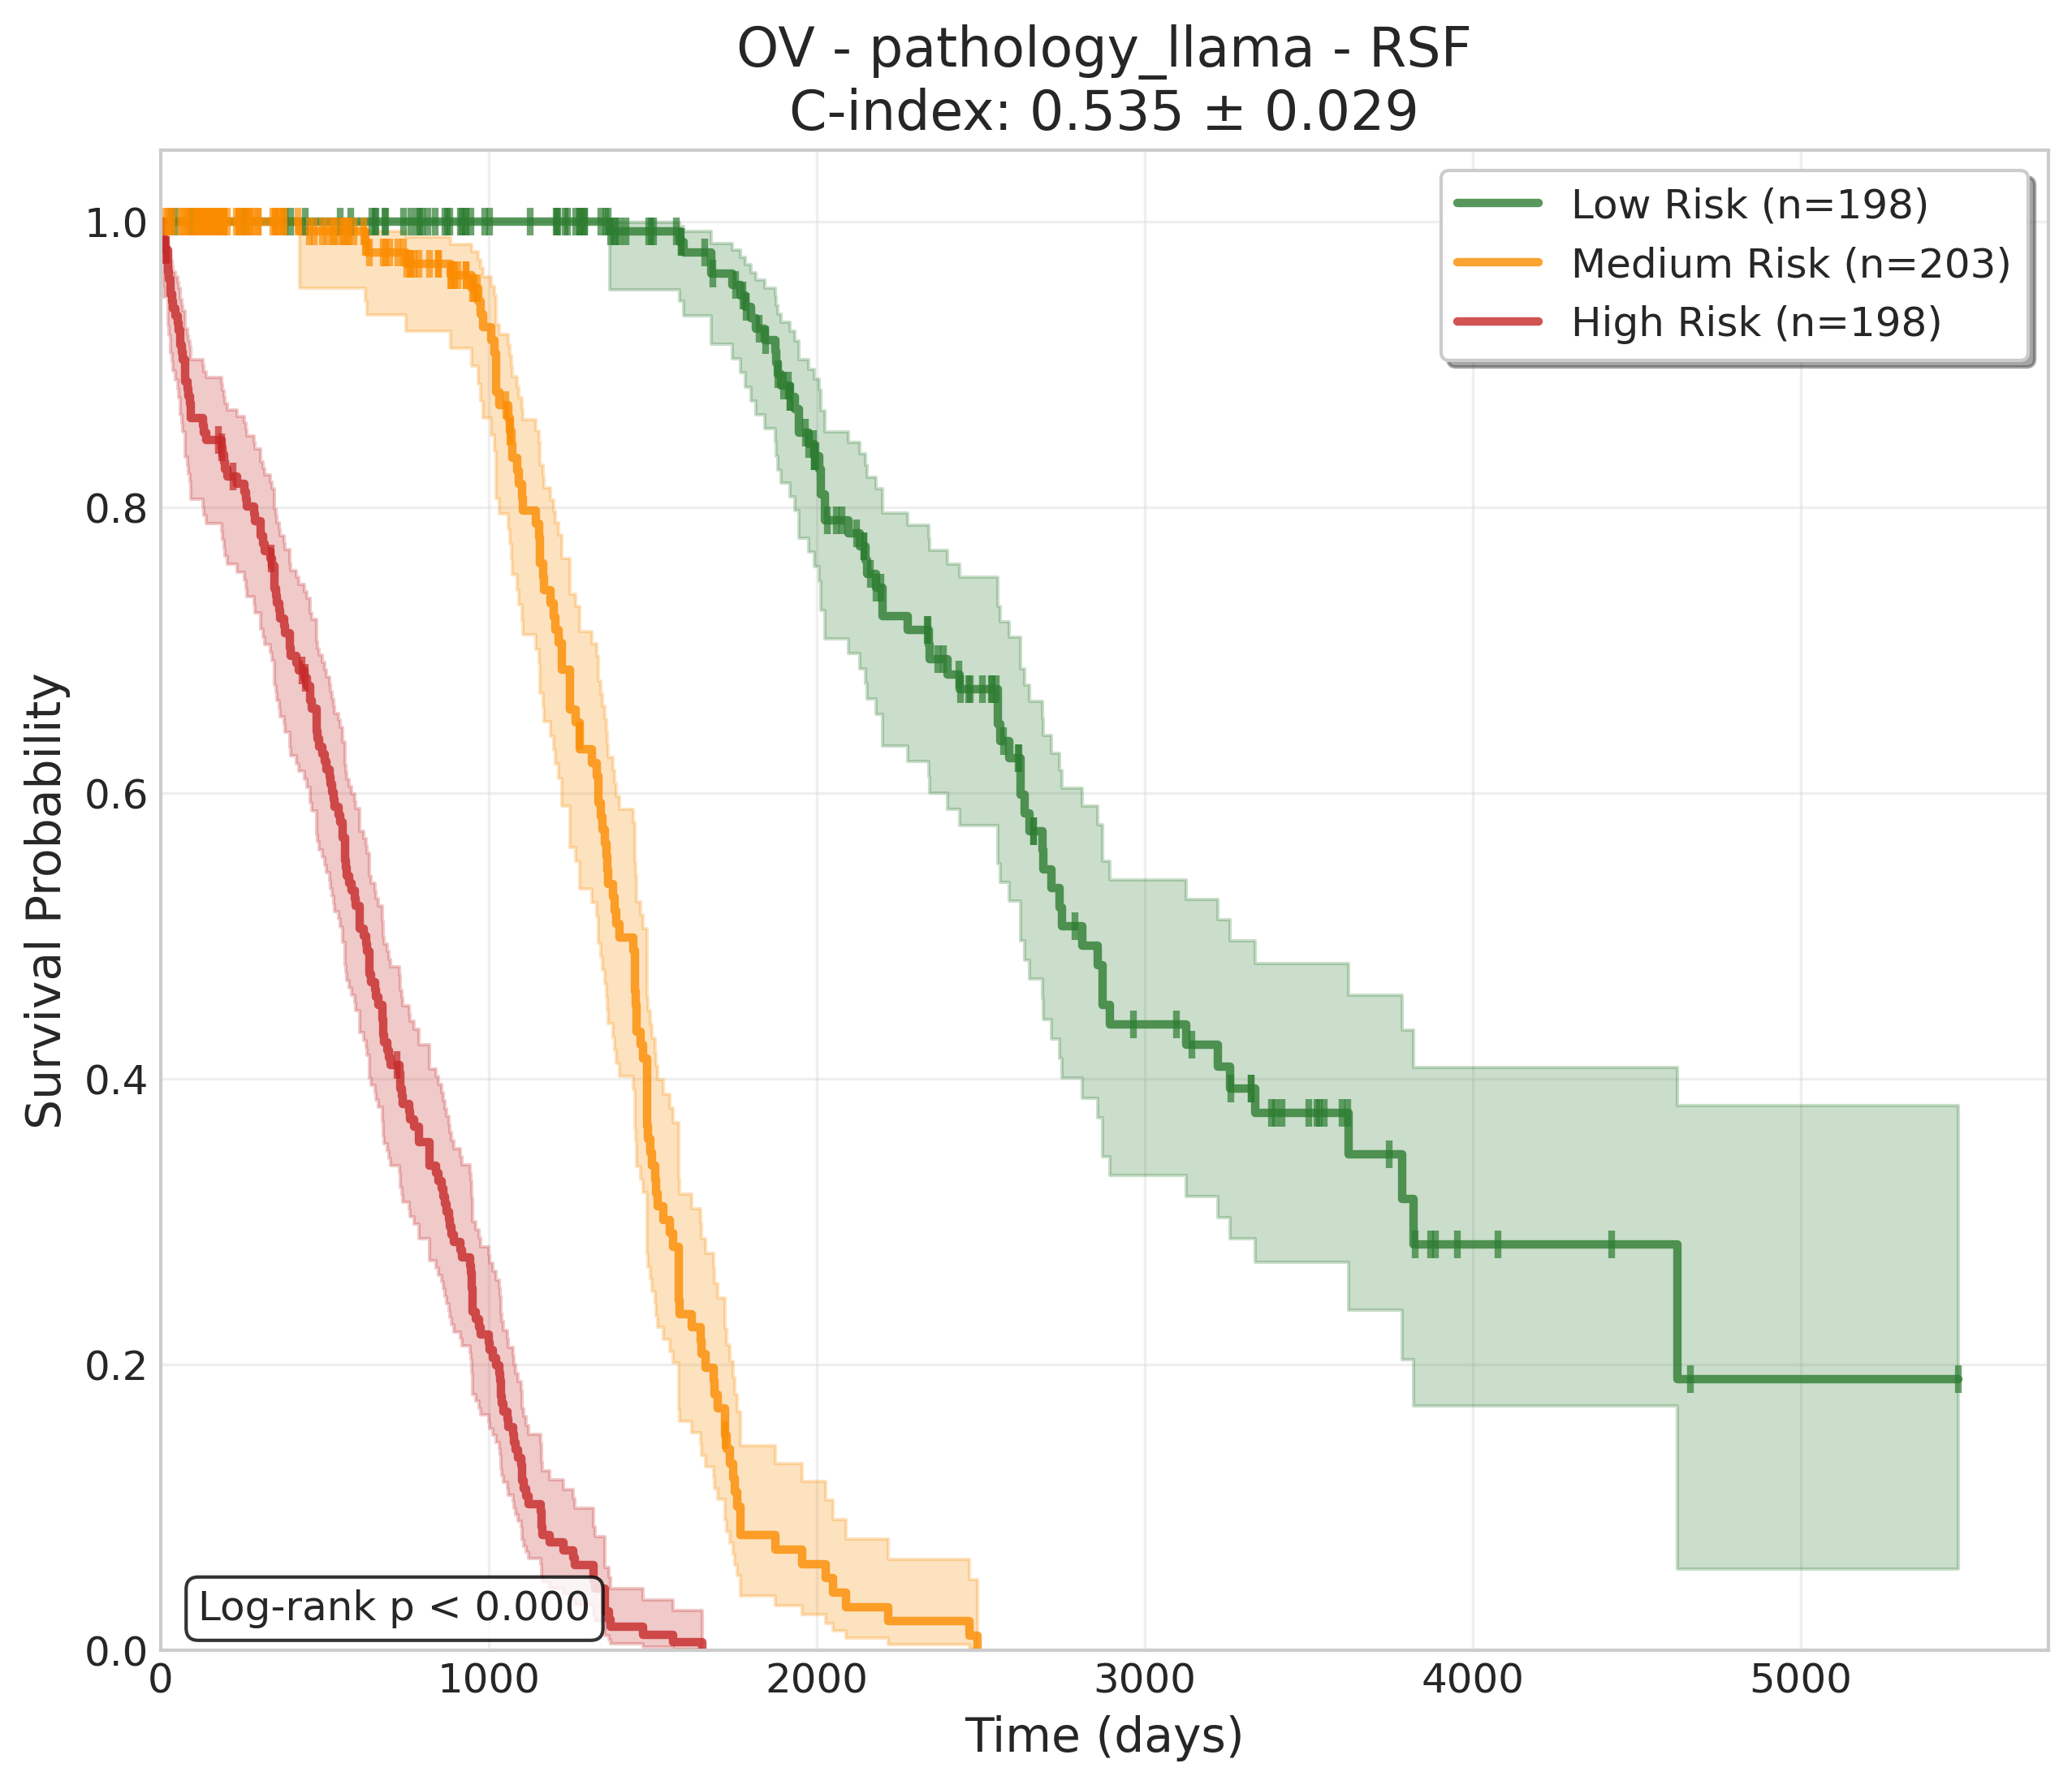 OV - pathology_llama - RSF
C-index: 0.535 ± 0.029
Low Risk (n=198)
Medium Risk (n=203)
High Risk (n=198)
Survival Probability
1.0
0.8
0.6
0.4
0.2
0.0
Log-rank p < 0.000
0 1000 2000 3000 4000 5000
Time (days)